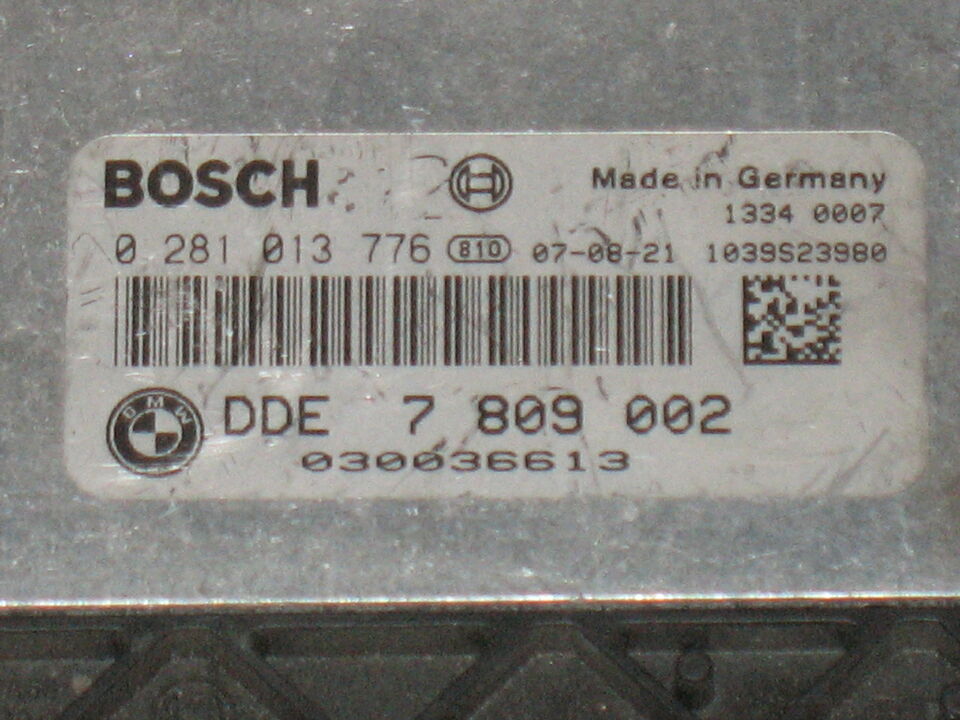 BOSCH Made in Germany
1334 0007
0 281 013 776 810 07-08-21 1039S23980
BMW DDE 7 809 002
030036613